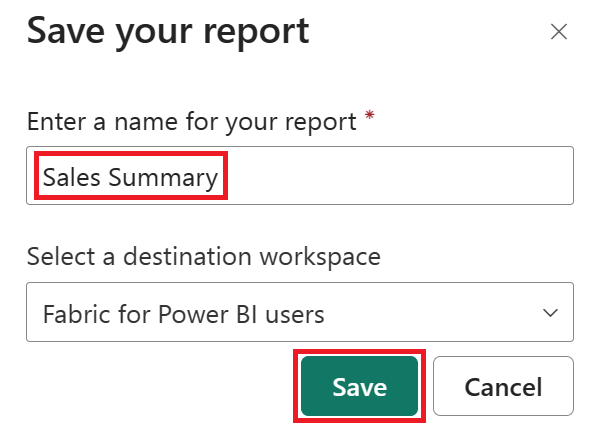 Save your report
Enter a name for your report *
Sales Summary
Select a destination workspace
Fabric for Power BI users
Save Cancel